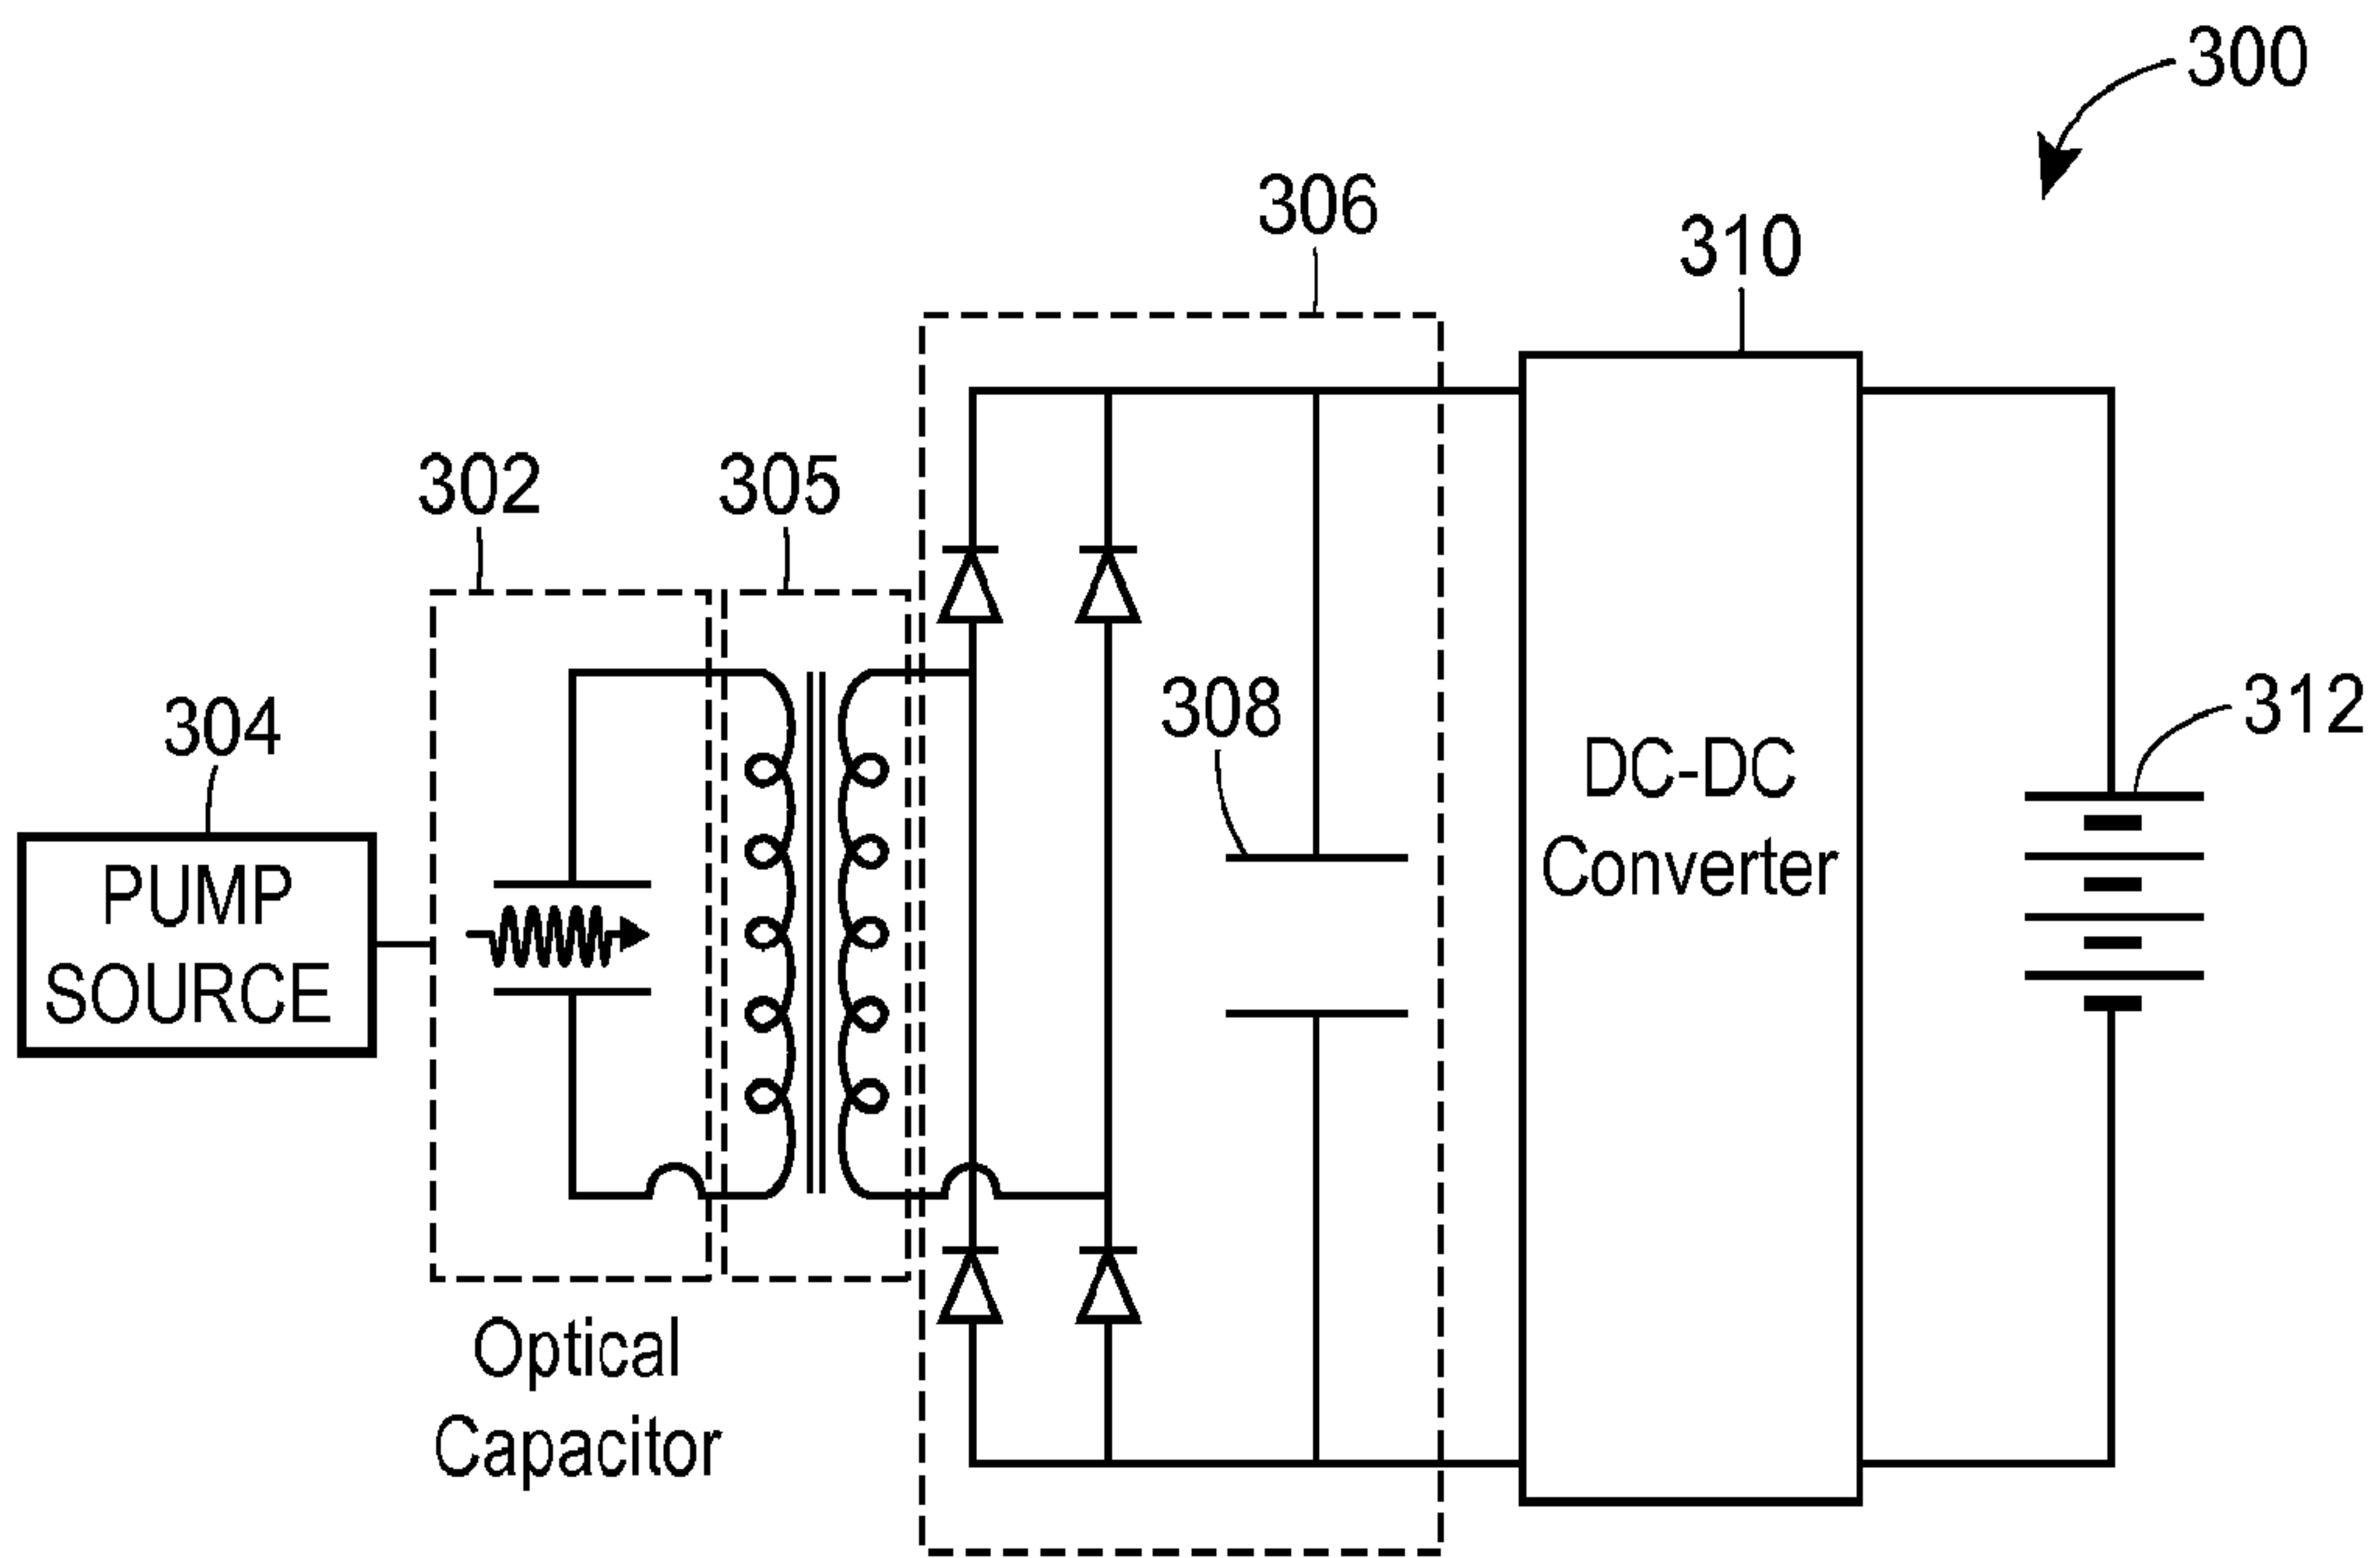 300
306
310
302
305
304
308
312
PUMP
SOURCE
DC-DC
Converter
Optical
Capacitor